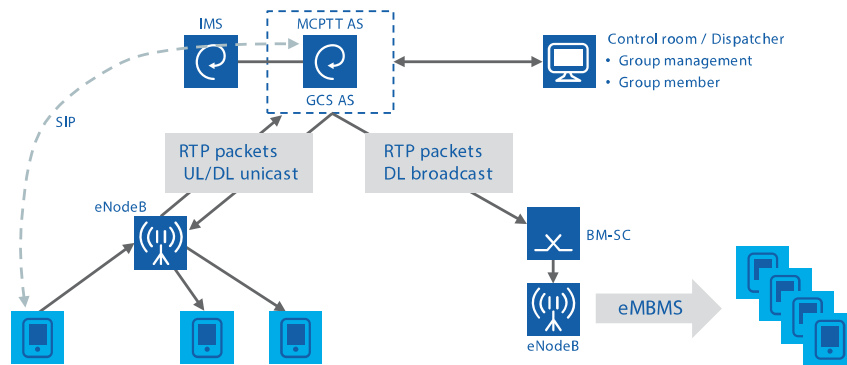 IMS
MCPTT AS
GCS AS
Control room / Dispatcher
• Group management
• Group member
SIP
RTP packets
UL/DL unicast
RTP packets
DL broadcast
eNodeB
BM-SC
eMBMS
eNodeB